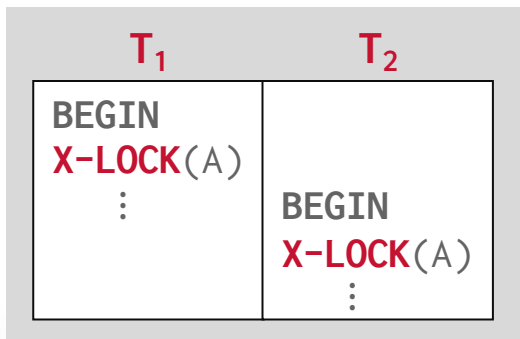 T₁ T₂
BEGIN
X-LOCK(A)
⋮
BEGIN
X-LOCK(A)
⋮